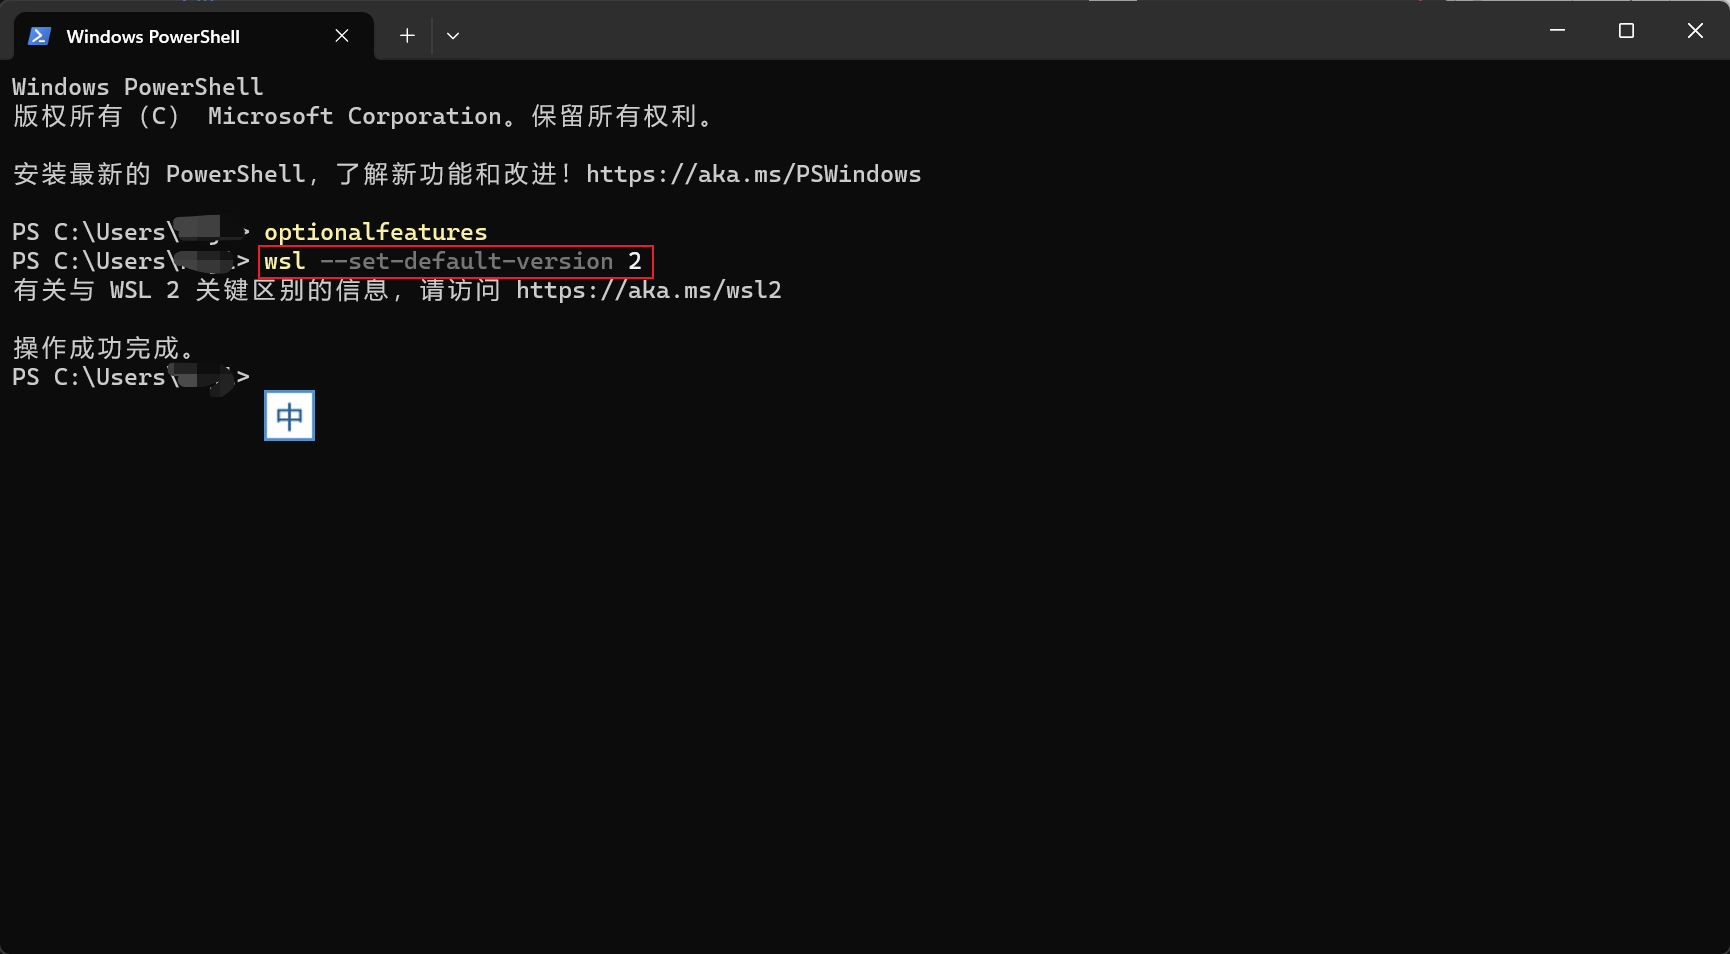 Windows PowerShell
Windows PowerShell
版权所有 (C) Microsoft Corporation。保留所有权利。
安装最新的 PowerShell，了解新功能和改进！https://aka.ms/PSWindows
PS C:\Users\ > optionalfeatures
PS C:\Users\ > wsl --set-default-version 2
有关与 WSL 2 关键区别的信息，请访问 https://aka.ms/wsl2
操作成功完成。
PS C:\Users\ >
中